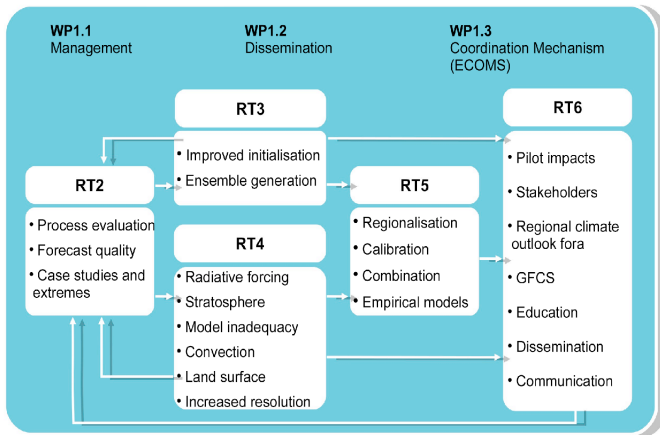 WP1.1
Management
WP1.2
Dissemination
WP1.3
Coordination Mechanism
(ECOMS)
RT3
• Improved initialisation
• Ensemble generation
RT2
• Process evaluation
• Forecast quality
• Case studies and
extremes
RT4
• Radiative forcing
• Stratosphere
• Model inadequacy
• Convection
• Land surface
• Increased resolution
RT5
• Regionalisation
• Calibration
• Combination
• Empirical models
RT6
• Pilot impacts
• Stakeholders
• Regional climate
outlook fora
• GFCS
• Education
• Dissemination
• Communication